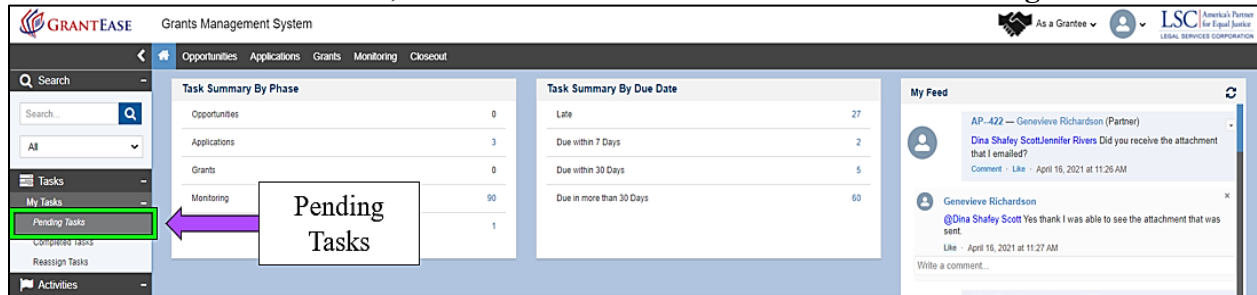 GRANTEASE Grants Management System As a Grantee LSC America's Partner for Equal Justice
LEGAL SERVICES CORPORATION
Opportunities Applications Grants Monitoring Closeout
Search
Search...
All
Tasks
My Tasks
Pending Tasks
Completed Tasks
Reassign Tasks
Activities
Task Summary By Phase
Opportunities 0
Applications 3
Grants 0
Monitoring 90
1
Pending
Tasks
Task Summary By Due Date
Late 27
Due within 7 Days 2
Due within 30 Days 5
Due in more than 30 Days 60
My Feed
AP--422 — Genevieve Richardson (Partner)
Dina Shafey ScottJennifer Rivers Did you receive the attachment
that I emailed?
Comment · Like · April 16, 2021 at 11:26 AM
Genevieve Richardson
@Dina Shafey Scott Yes thank I was able to see the attachment that was
sent.
Like · April 16, 2021 at 11:27 AM
Write a comment...